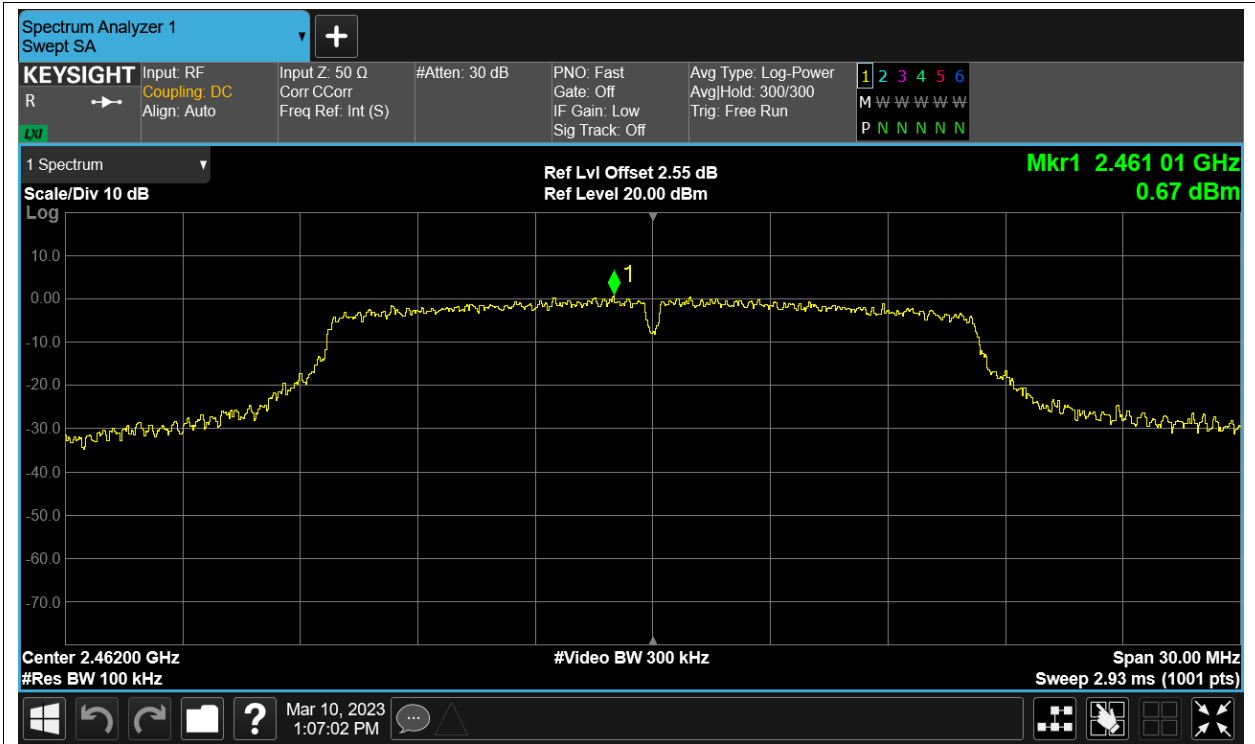 Spectrum Analyzer 1
Swept SA
KEYSIGHT
R
LXI
Input: RF
Coupling: DC
Align: Auto
Input Z: 50 Ω
Corr CCorr
Freq Ref: Int (S)
#Atten: 30 dB
PNO: Fast
Gate: Off
IF Gain: Low
Sig Track: Off
Avg Type: Log-Power
Avg|Hold: 300/300
Trig: Free Run
1 2 3 4 5 6
M W W W W W
P N N N N N
1 Spectrum
Scale/Div 10 dB
Log
Ref Lvl Offset 2.55 dB
Ref Level 20.00 dBm
Mkr1 2.461 01 GHz
0.67 dBm
1
10.0
0.00
-10.0
-20.0
-30.0
-40.0
-50.0
-60.0
-70.0
Center 2.46200 GHz
#Res BW 100 kHz
#Video BW 300 kHz
Span 30.00 MHz
Sweep 2.93 ms (1001 pts)
?
Mar 10, 2023
1:07:02 PM